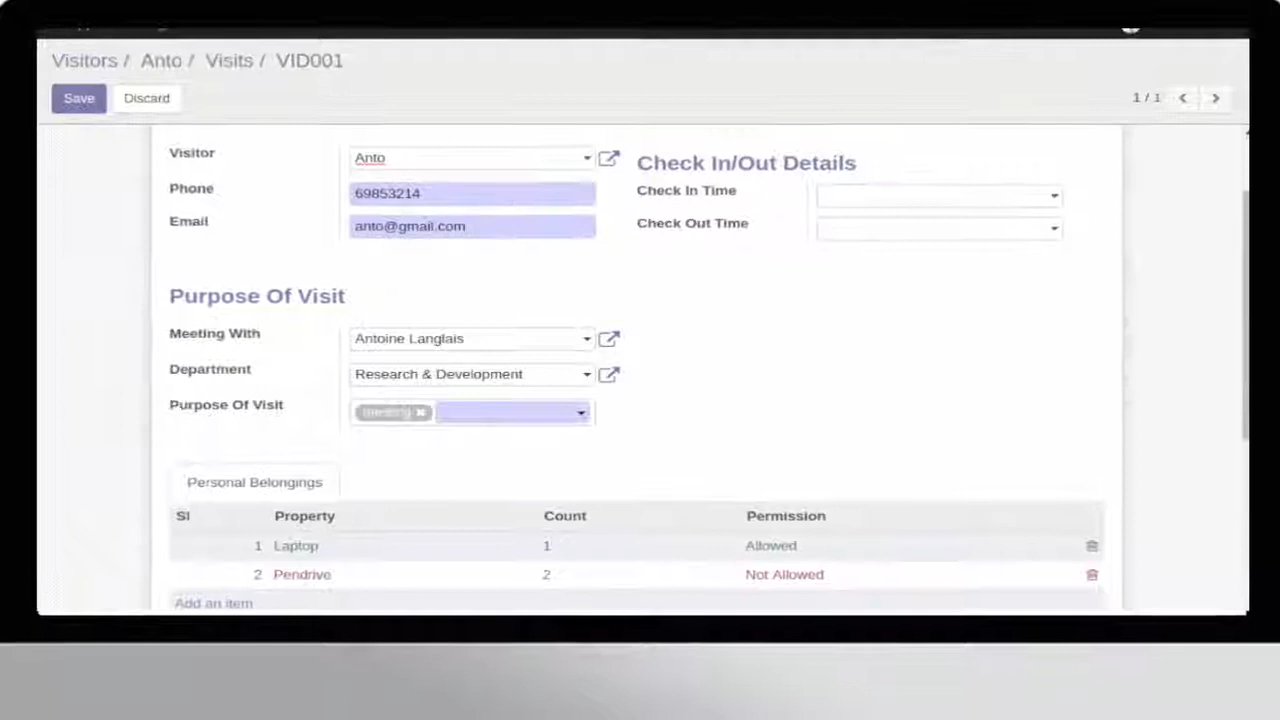 Visitors / Anto / Visits / VID001
Save Discard 1 / 1
Visitor Anto
Phone 69853214
Email anto@gmail.com
Check In/Out Details
Check In Time
Check Out Time
Purpose Of Visit
Meeting With Antoine Langlais
Department Research & Development
Purpose Of Visit
Personal Belongings
Sl Property Count Permission
1 Laptop 1 Allowed
2 Pendrive 2 Not Allowed
Add an item